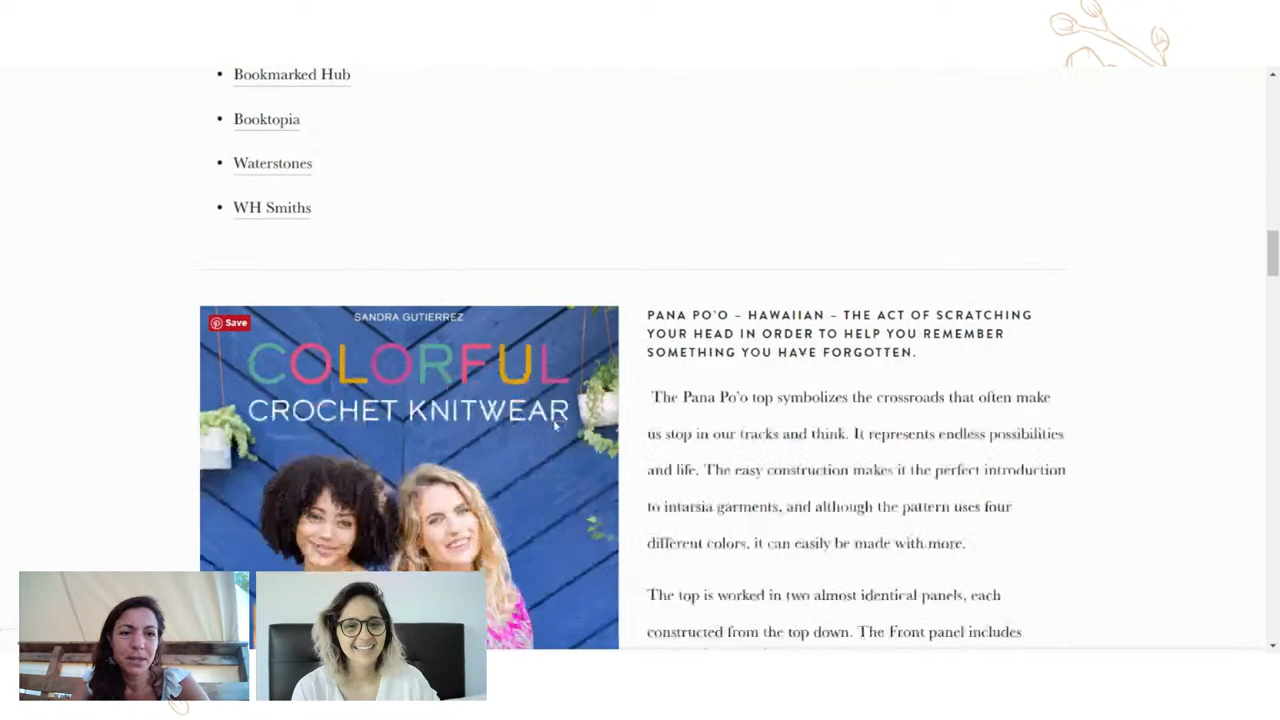 Bookmarked Hub
Booktopia
Waterstones
WH Smiths
Save
SANDRA GUTIERREZ
COLORFUL
CROCHET KNITWEAR
PANA PO'O – HAWAIIAN – THE ACT OF SCRATCHING
YOUR HEAD IN ORDER TO HELP YOU REMEMBER
SOMETHING YOU HAVE FORGOTTEN.
The Pana Po'o top symbolizes the crossroads that often make
us stop in our tracks and think. It represents endless possibilities
and life. The easy construction makes it the perfect introduction
to intarsia garments, and although the pattern uses four
different colors, it can easily be made with more.
The top is worked in two almost identical panels, each
constructed from the top down. The Front panel includes